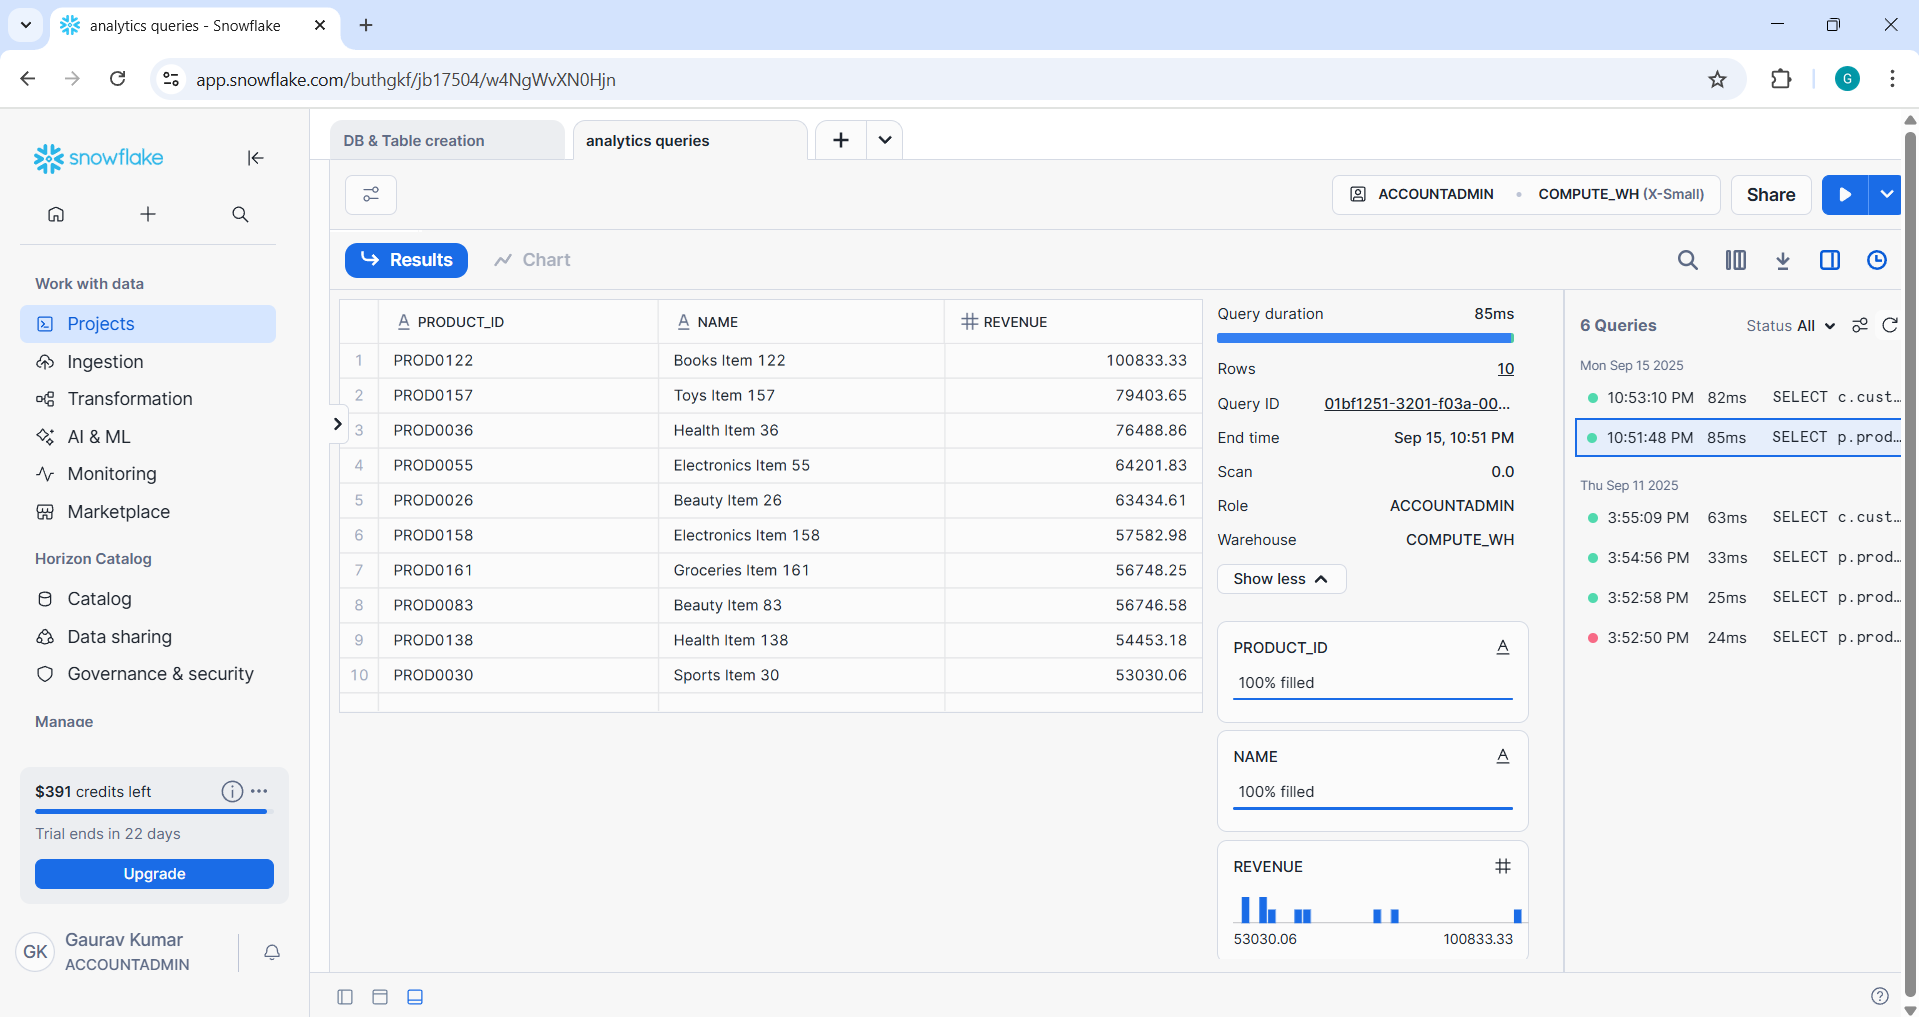 analytics queries - Snowflake
app.snowflake.com/buthgkf/jb17504/w4NgWvXN0Hjn
G
snowflake
Work with data
Projects
Ingestion
Transformation
AI & ML
Monitoring
Marketplace
Horizon Catalog
Catalog
Data sharing
Governance & security
Manage
$391 credits left
Trial ends in 22 days
Upgrade
GK
Gaurav Kumar
ACCOUNTADMIN
DB & Table creation
analytics queries
ACCOUNTADMIN • COMPUTE_WH (X-Small)
Share
Results
Chart
PRODUCT_ID NAME REVENUE
1 PROD0122 Books Item 122 100833.33
2 PROD0157 Toys Item 157 79403.65
3 PROD0036 Health Item 36 76488.86
4 PROD0055 Electronics Item 55 64201.83
5 PROD0026 Beauty Item 26 63434.61
6 PROD0158 Electronics Item 158 57582.98
7 PROD0161 Groceries Item 161 56748.25
8 PROD0083 Beauty Item 83 56746.58
9 PROD0138 Health Item 138 54453.18
10 PROD0030 Sports Item 30 53030.06
Query duration 85ms
Rows 10
Query ID 01bf1251-3201-f03a-00...
End time Sep 15, 10:51 PM
Scan 0.0
Role ACCOUNTADMIN
Warehouse COMPUTE_WH
Show less
PRODUCT_ID
100% filled
NAME
100% filled
REVENUE
53030.06 100833.33
6 Queries Status All
Mon Sep 15 2025
10:53:10 PM 82ms SELECT c.cust…
10:51:48 PM 85ms SELECT p.prod…
Thu Sep 11 2025
3:55:09 PM 63ms SELECT c.cust…
3:54:56 PM 33ms SELECT p.prod…
3:52:58 PM 25ms SELECT p.prod…
3:52:50 PM 24ms SELECT p.prod…